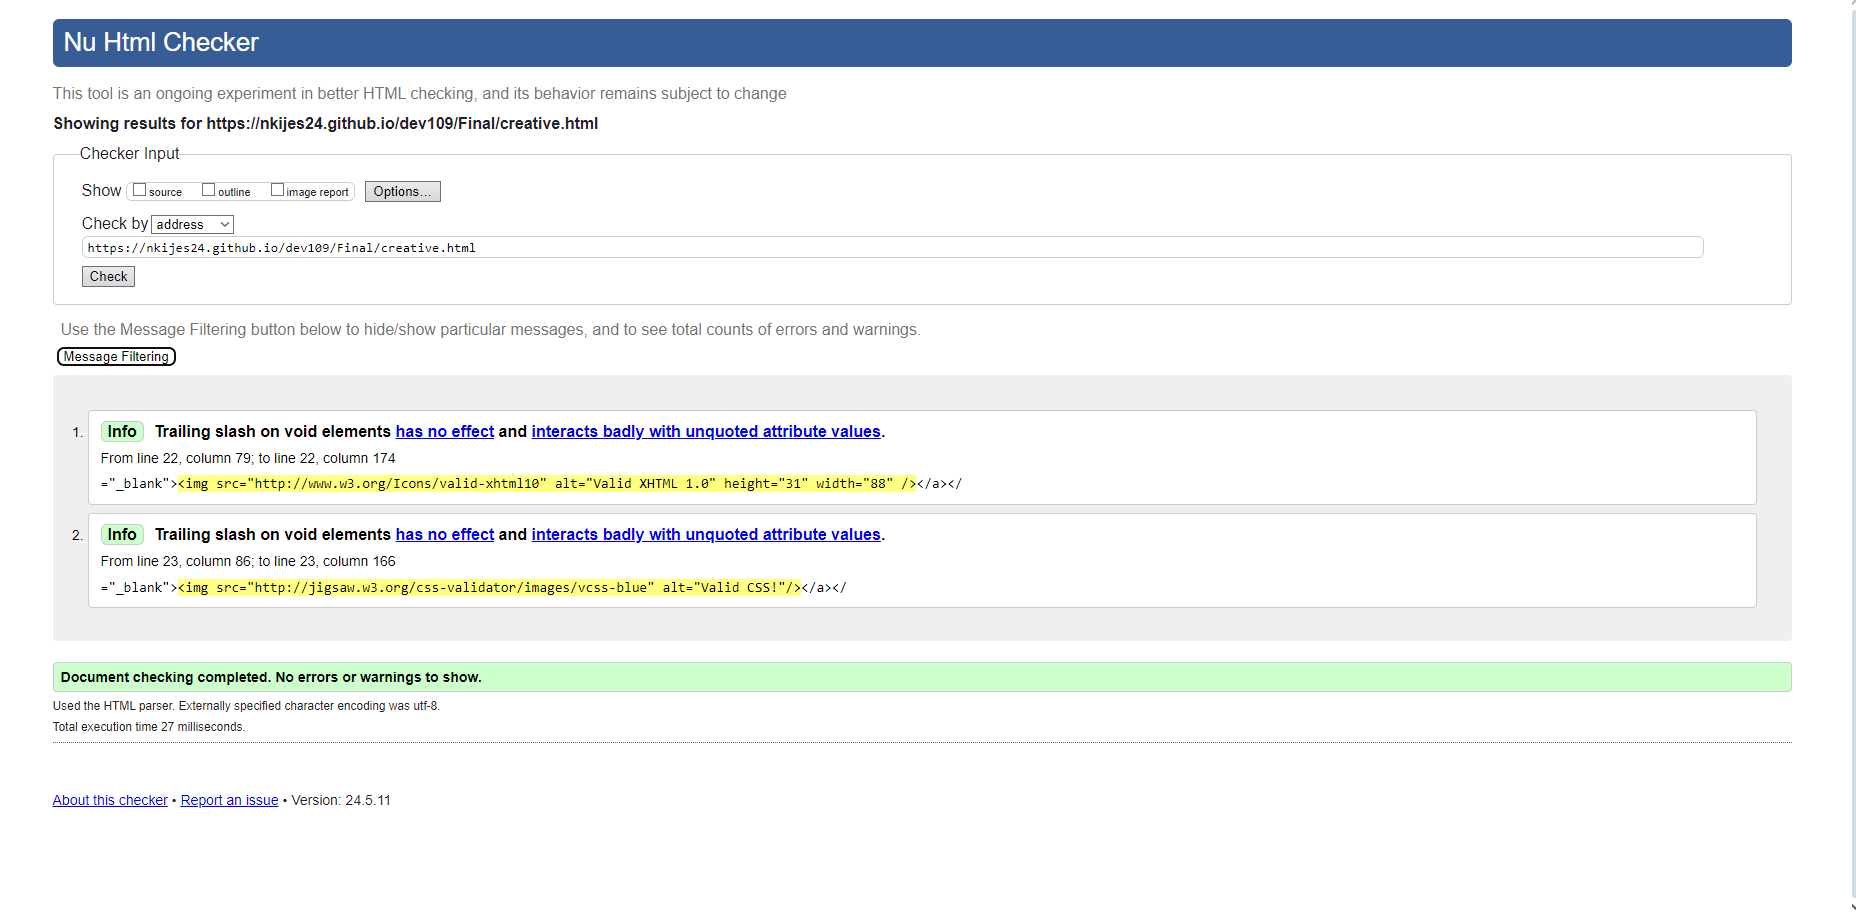 Nu Html Checker
This tool is an ongoing experiment in better HTML checking, and its behavior remains subject to change
Showing results for https://nkijes24.github.io/dev109/Final/creative.html
Checker Input
Show source outline image report Options...
Check by address
https://nkijes24.github.io/dev109/Final/creative.html
Check
Use the Message Filtering button below to hide/show particular messages, and to see total counts of errors and warnings.
Message Filtering
1. Info Trailing slash on void elements has no effect and interacts badly with unquoted attribute values.
From line 22, column 79; to line 22, column 174
="_blank"><img src="http://www.w3.org/Icons/valid-xhtml10" alt="Valid XHTML 1.0" height="31" width="88" /></a></
2. Info Trailing slash on void elements has no effect and interacts badly with unquoted attribute values.
From line 23, column 86; to line 23, column 166
="_blank"><img src="http://jigsaw.w3.org/css-validator/images/vcss-blue" alt="Valid CSS!"/></a></
Document checking completed. No errors or warnings to show.
Used the HTML parser. Externally specified character encoding was utf-8.
Total execution time 27 milliseconds.
About this checker • Report an issue • Version: 24.5.11